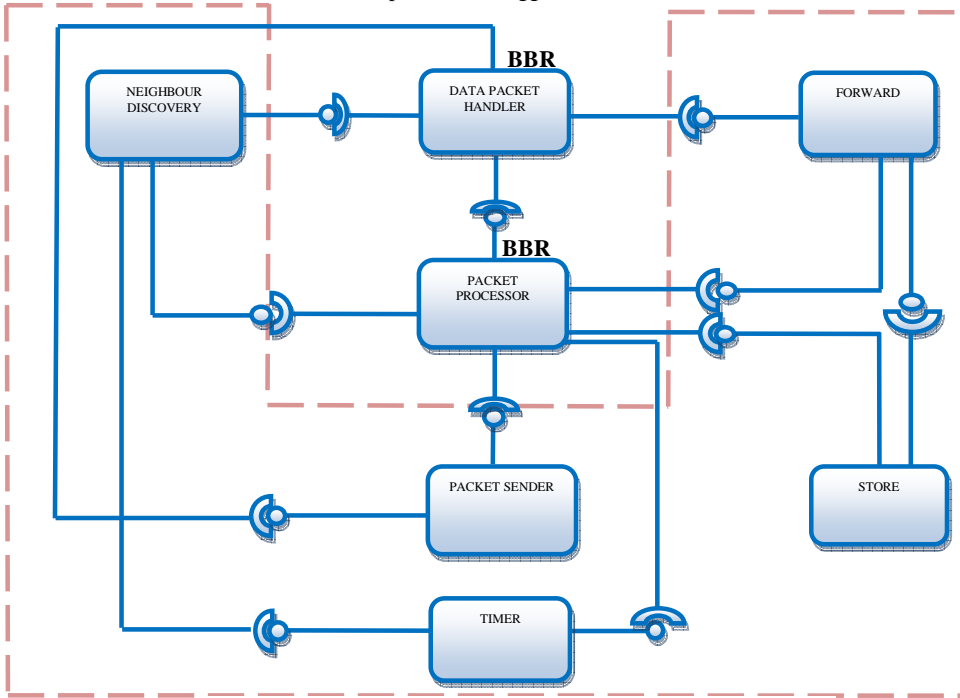 BBR
NEIGHBOUR
DISCOVERY
DATA PACKET
HANDLER
FORWARD
BBR
PACKET
PROCESSOR
PACKET SENDER
STORE
TIMER